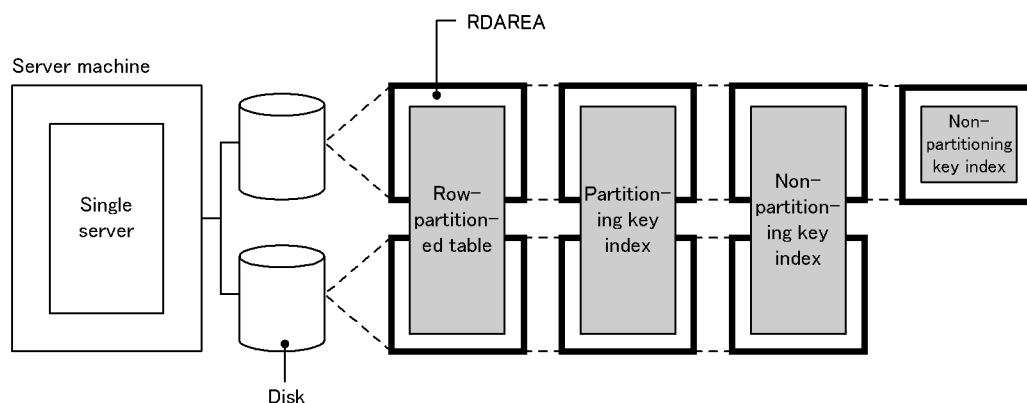 RDAREA
Server machine
Single
server
Row-
partition-
ed table
Partition-
ing key
index
Non-
partition-
ing key
index
Non-
partitioning
key index
Disk